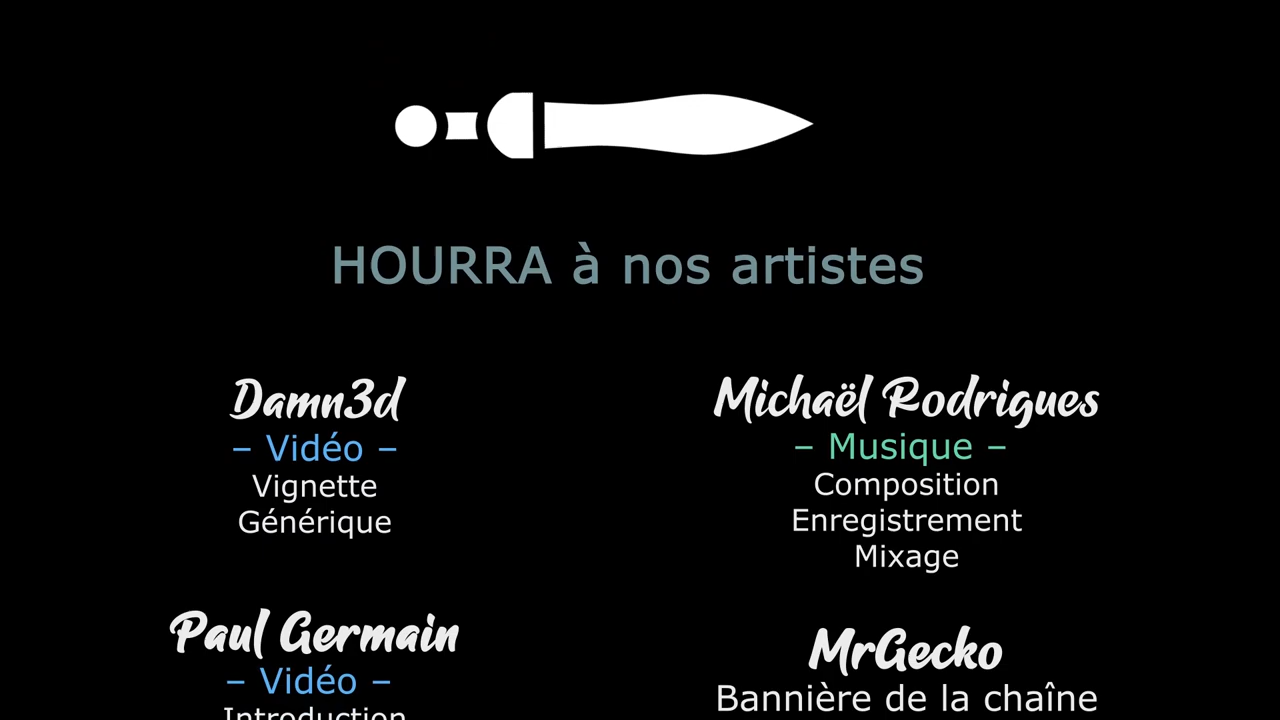 HOURRA à nos artistes
Damn3d
– Vidéo –
Vignette
Générique
Michaël Rodrigues
– Musique –
Composition
Enregistrement
Mixage
Paul Germain
– Vidéo –
Introduction
MrGecko
Bannière de la chaîne